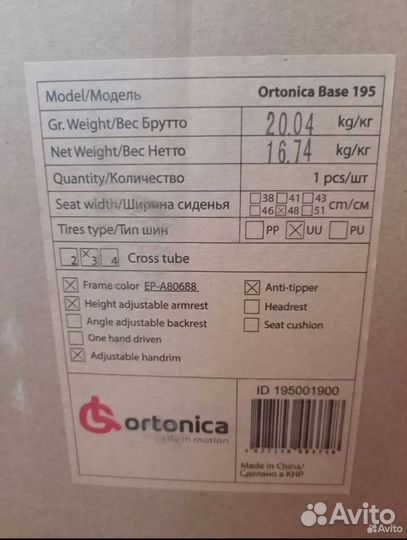 Model/Модель Ortonica Base 195
Gr. Weight/Вес Брутто 20.04 kg/кг
Net Weight/Вес Нетто 16.74 kg/кг
Quantity/Количество 1 pcs/шт
Seat width/Ширина сиденья 38 41 43 46 48 51 cm/см
Tires type/Тип шин PP UU PU
2 3 4 Cross tube
Frame color EP-A80688
Height adjustable armrest
Angle adjustable backrest
One hand driven
Adjustable handrim
Anti-tipper
Headrest
Seat cushion
ortonica
Life in motion
ID 195001900
Made in China/
Сделано в КНР
Avito